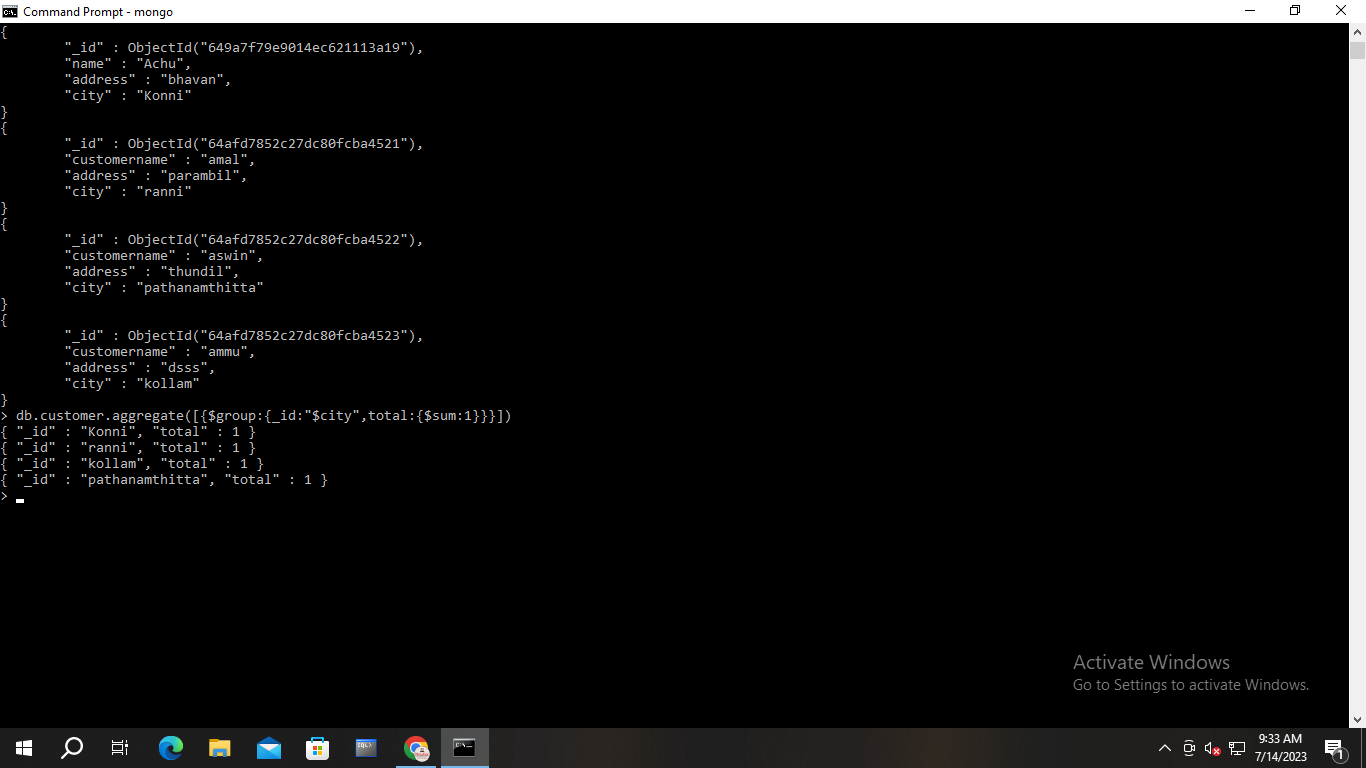 Command Prompt - mongo
{
"_id" : ObjectId("649a7f79e9014ec621113a19"),
"name" : "Achu",
"address" : "bhavan",
"city" : "Konni"
}
{
"_id" : ObjectId("64afd7852c27dc80fcba4521"),
"customername" : "amal",
"address" : "parambil",
"city" : "ranni"
}
{
"_id" : ObjectId("64afd7852c27dc80fcba4522"),
"customername" : "aswin",
"address" : "thundil",
"city" : "pathanamthitta"
}
{
"_id" : ObjectId("64afd7852c27dc80fcba4523"),
"customername" : "ammu",
"address" : "dsss",
"city" : "kollam"
}
> db.customer.aggregate([{$group:{_id:"$city",total:{$sum:1}}}])
{ "_id" : "Konni", "total" : 1 }
{ "_id" : "ranni", "total" : 1 }
{ "_id" : "kollam", "total" : 1 }
{ "_id" : "pathanamthitta", "total" : 1 }
>
Activate Windows
Go to Settings to activate Windows.
9:33 AM
7/14/2023
1